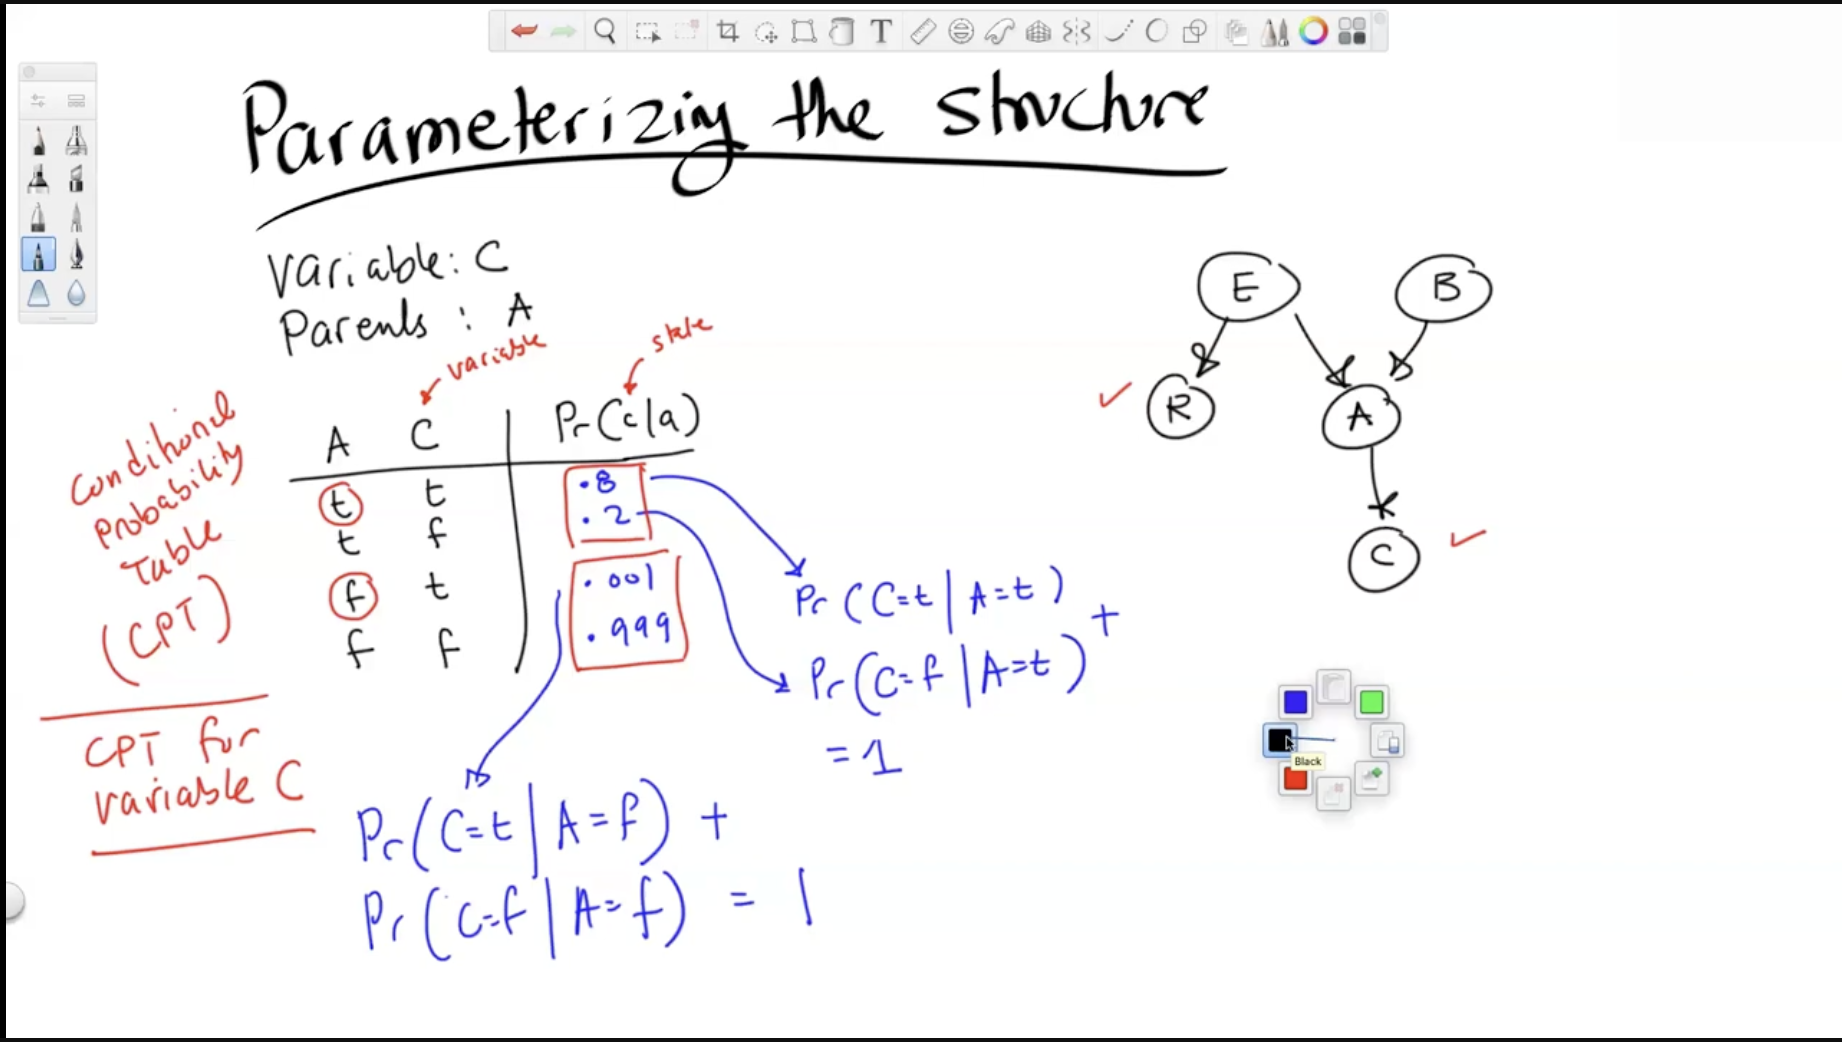 Parameterizing the structure
Variable: C
Parents : A
variable
state
A C Pr(c|a)
t t .8
t f .2
f t .001
f f .999
Conditional
Probability
Table
(CPT)
CPT for
variable C
Pr(C=t|A=t) +
Pr(C=f|A=t)
=1
Pr(C=t|A=f) +
Pr(C=f|A=f) = 1
E B
R A
C
Black
T